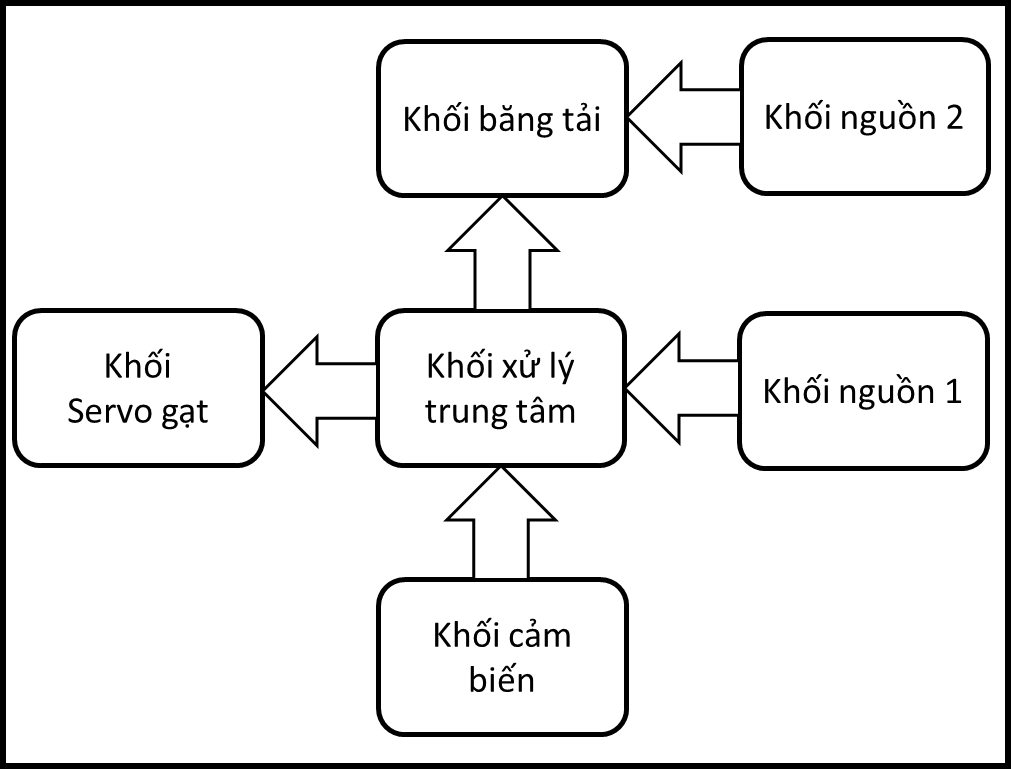 Khối băng tải
Khối nguồn 2
Khối
Servo gạt
Khối xử lý
trung tâm
Khối nguồn 1
Khối cảm
biến